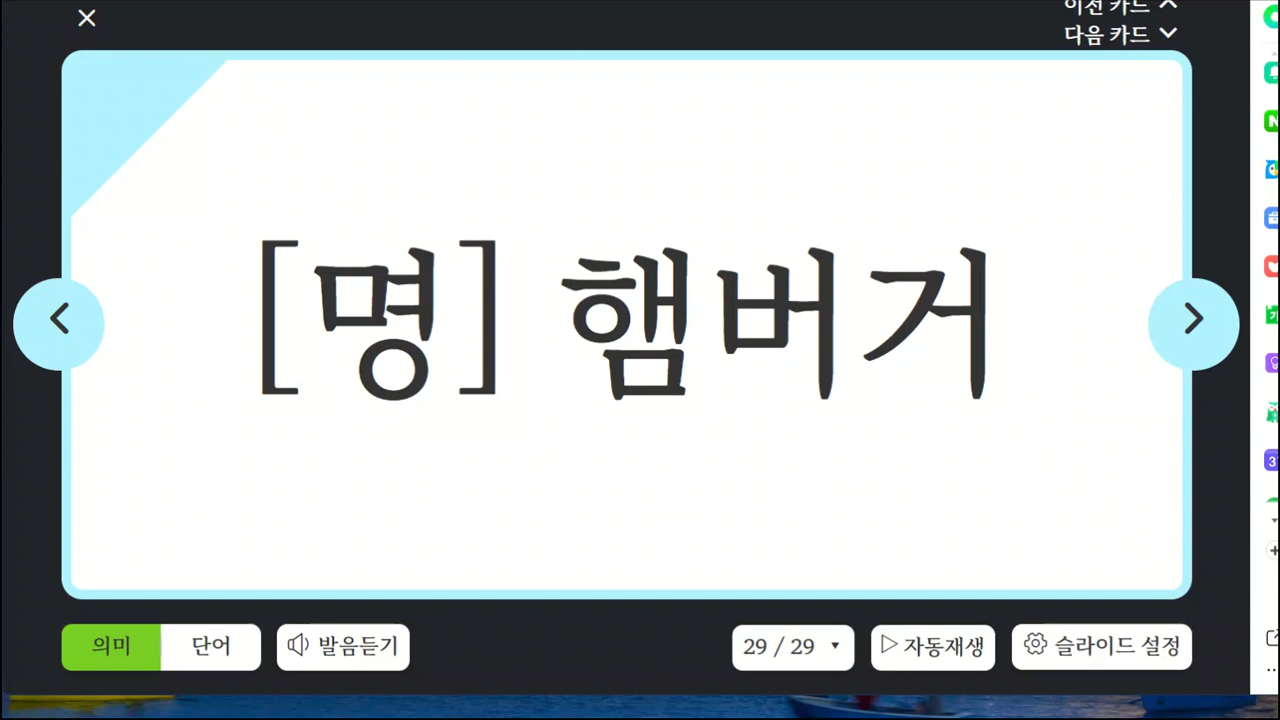 이전 카드
다음 카드
[명] 햄버거
의미
단어
발음듣기
29 / 29
자동재생
슬라이드 설정